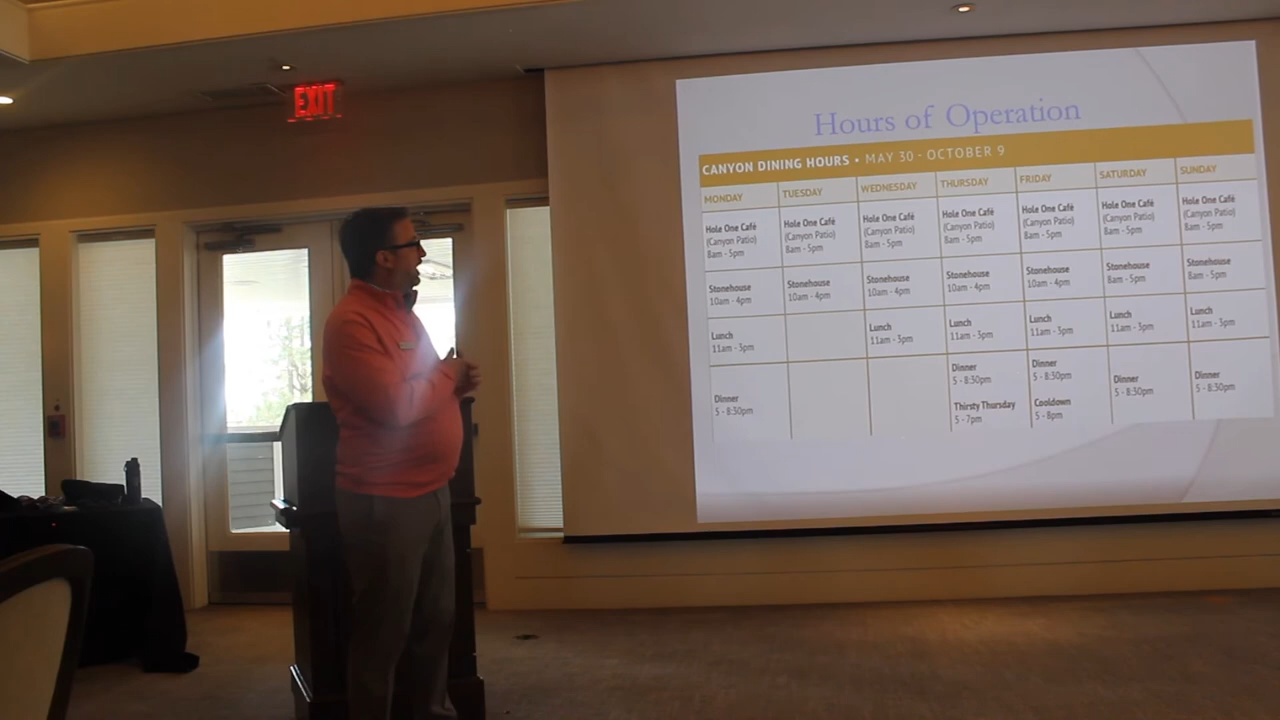 EXIT
Hours of Operation
CANYON DINING HOURS • MAY 30 - OCTOBER 9
MONDAY TUESDAY WEDNESDAY THURSDAY FRIDAY SATURDAY SUNDAY
Hole One Café Hole One Café Hole One Café Hole One Café Hole One Café Hole One Café Hole One Café
(Canyon Patio) (Canyon Patio) (Canyon Patio) (Canyon Patio) (Canyon Patio) (Canyon Patio) (Canyon Patio)
8am - 5pm 8am - 5pm 8am - 5pm 8am - 5pm 8am - 5pm 8am - 5pm 8am - 5pm
Stonehouse Stonehouse Stonehouse Stonehouse Stonehouse Stonehouse Stonehouse
10am - 4pm 10am - 4pm 10am - 4pm 10am - 4pm 10am - 4pm 8am - 5pm 8am - 5pm
Lunch Lunch Lunch Lunch Lunch Lunch
11am - 3pm 11am - 3pm 11am - 3pm 11am - 3pm 11am - 3pm 11am - 3pm
Dinner Dinner Dinner Dinner Dinner
5 - 8:30pm 5 - 8:30pm 5 - 8:30pm 5 - 8:30pm 5 - 8:30pm
Thirsty Thursday Cooldown
5 - 7pm 5 - 8pm